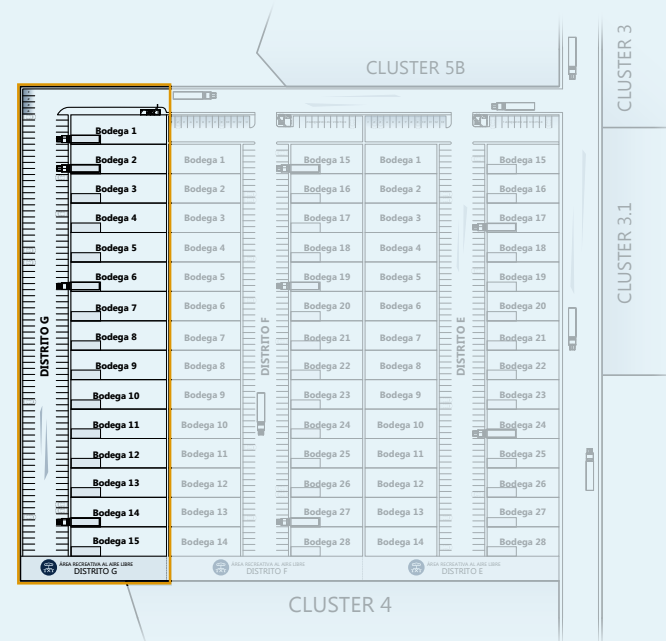 CLUSTER 5B
CLUSTER 3
CLUSTER 3.1
Bodega 1
Bodega 2
Bodega 3
Bodega 4
Bodega 5
Bodega 6
Bodega 7
Bodega 8
Bodega 9
Bodega 10
Bodega 11
Bodega 12
Bodega 13
Bodega 14
Bodega 15
DISTRITO G
ÁREA RECREATIVA AL AIRE LIBRE
DISTRITO G
Bodega 1
Bodega 2
Bodega 3
Bodega 4
Bodega 5
Bodega 6
Bodega 7
Bodega 8
Bodega 9
Bodega 10
Bodega 11
Bodega 12
Bodega 13
Bodega 14
DISTRITO F
Bodega 15
Bodega 16
Bodega 17
Bodega 18
Bodega 19
Bodega 20
Bodega 21
Bodega 22
Bodega 23
Bodega 24
Bodega 25
Bodega 26
Bodega 27
Bodega 28
ÁREA RECREATIVA AL AIRE LIBRE
DISTRITO F
Bodega 1
Bodega 2
Bodega 3
Bodega 4
Bodega 5
Bodega 6
Bodega 7
Bodega 8
Bodega 9
Bodega 10
Bodega 11
Bodega 12
Bodega 13
Bodega 14
DISTRITO E
Bodega 15
Bodega 16
Bodega 17
Bodega 18
Bodega 19
Bodega 20
Bodega 21
Bodega 22
Bodega 23
Bodega 24
Bodega 25
Bodega 26
Bodega 27
Bodega 28
ÁREA RECREATIVA AL AIRE LIBRE
DISTRITO E
CLUSTER 4